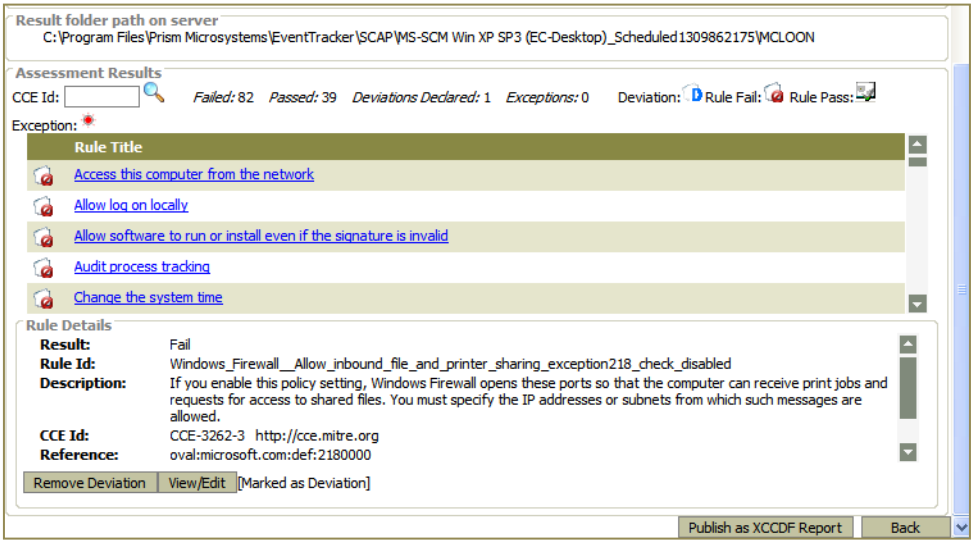 Result folder path on server
C:\Program Files\Prism Microsystems\EventTracker\SCAP\MS-SCM Win XP SP3 (EC-Desktop)_Scheduled1309862175\MCLOON
Assessment Results
CCE Id: Failed: 82 Passed: 39 Deviations Declared: 1 Exceptions: 0 Deviation: Rule Fail: Rule Pass:
Exception:
Rule Title
Access this computer from the network
Allow log on locally
Allow software to run or install even if the signature is invalid
Audit process tracking
Change the system time
Rule Details
Result: Fail
Rule Id: Windows_Firewall__Allow_inbound_file_and_printer_sharing_exception218_check_disabled
Description: If you enable this policy setting, Windows Firewall opens these ports so that the computer can receive print jobs and
requests for access to shared files. You must specify the IP addresses or subnets from which such messages are
allowed.
CCE Id: CCE-3262-3 http://cce.mitre.org
Reference: oval:microsoft.com:def:2180000
Remove Deviation View/Edit [Marked as Deviation]
Publish as XCCDF Report Back